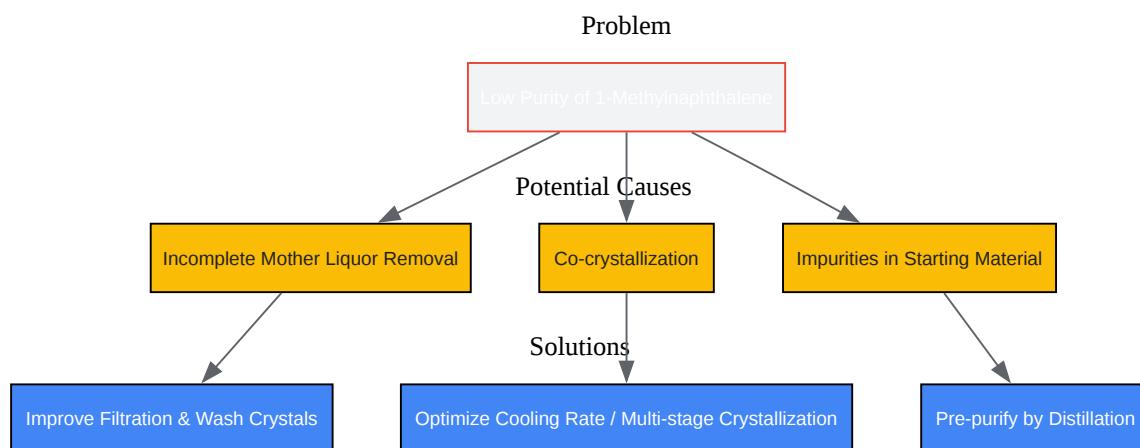 Problem
Low Purity of 1-Methylnaphthalene
Potential Causes
Incomplete Mother Liquor Removal
Co-crystallization
Impurities in Starting Material
Solutions
Improve Filtration & Wash Crystals
Optimize Cooling Rate / Multi-stage Crystallization
Pre-purify by Distillation